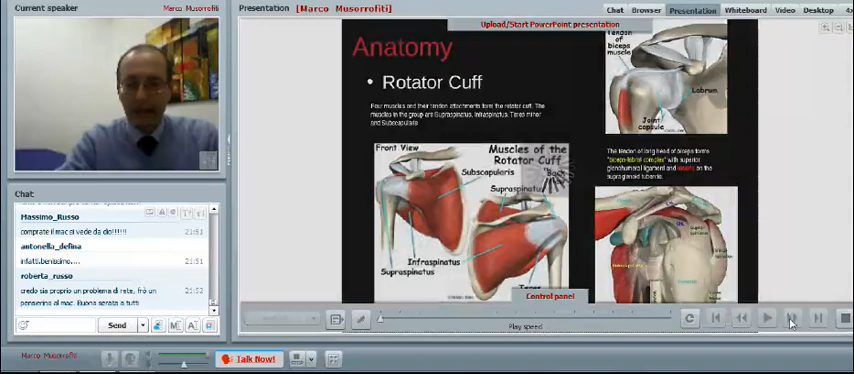 Current speaker
Marco Musorrofiti
Presentation
[Marco Musorrofiti]
Chat
Browser
Presentation
Whiteboard
Video
Desktop
4x
Upload/Start PowerPoint presentation
Anatomy
• Rotator Cuff
Four muscles and their tendon attachments form the rotator cuff. The
muscles in the group are Supraspinatus, Infraspinatus, Teres minor
and Subscapularis
Front View
Muscles of the
Rotator Cuff
"Back
Subscapularis
Supraspinatus
Infraspinatus
Supraspinatus
Teres
Tendon
of
biceps
muscle
Labrum
Joint
capsule
The tendon of long head of biceps forms
"biceps-labral complex" with superior
glenohumeral ligament and
on the
supraglenoid tubercle.
Chat
Massimo_Russo
comprate il mac si vede da dio!!!!!!
21:51
antonella_defina
infatti.benissimo....
21:51
roberta_russo
credo sia proprio un problema di rete, frò un
pensierino al mac. Buona serata a tutti
21:52
Send
Control panel
Play speed
Marco Musorrofiti
Talk Now!